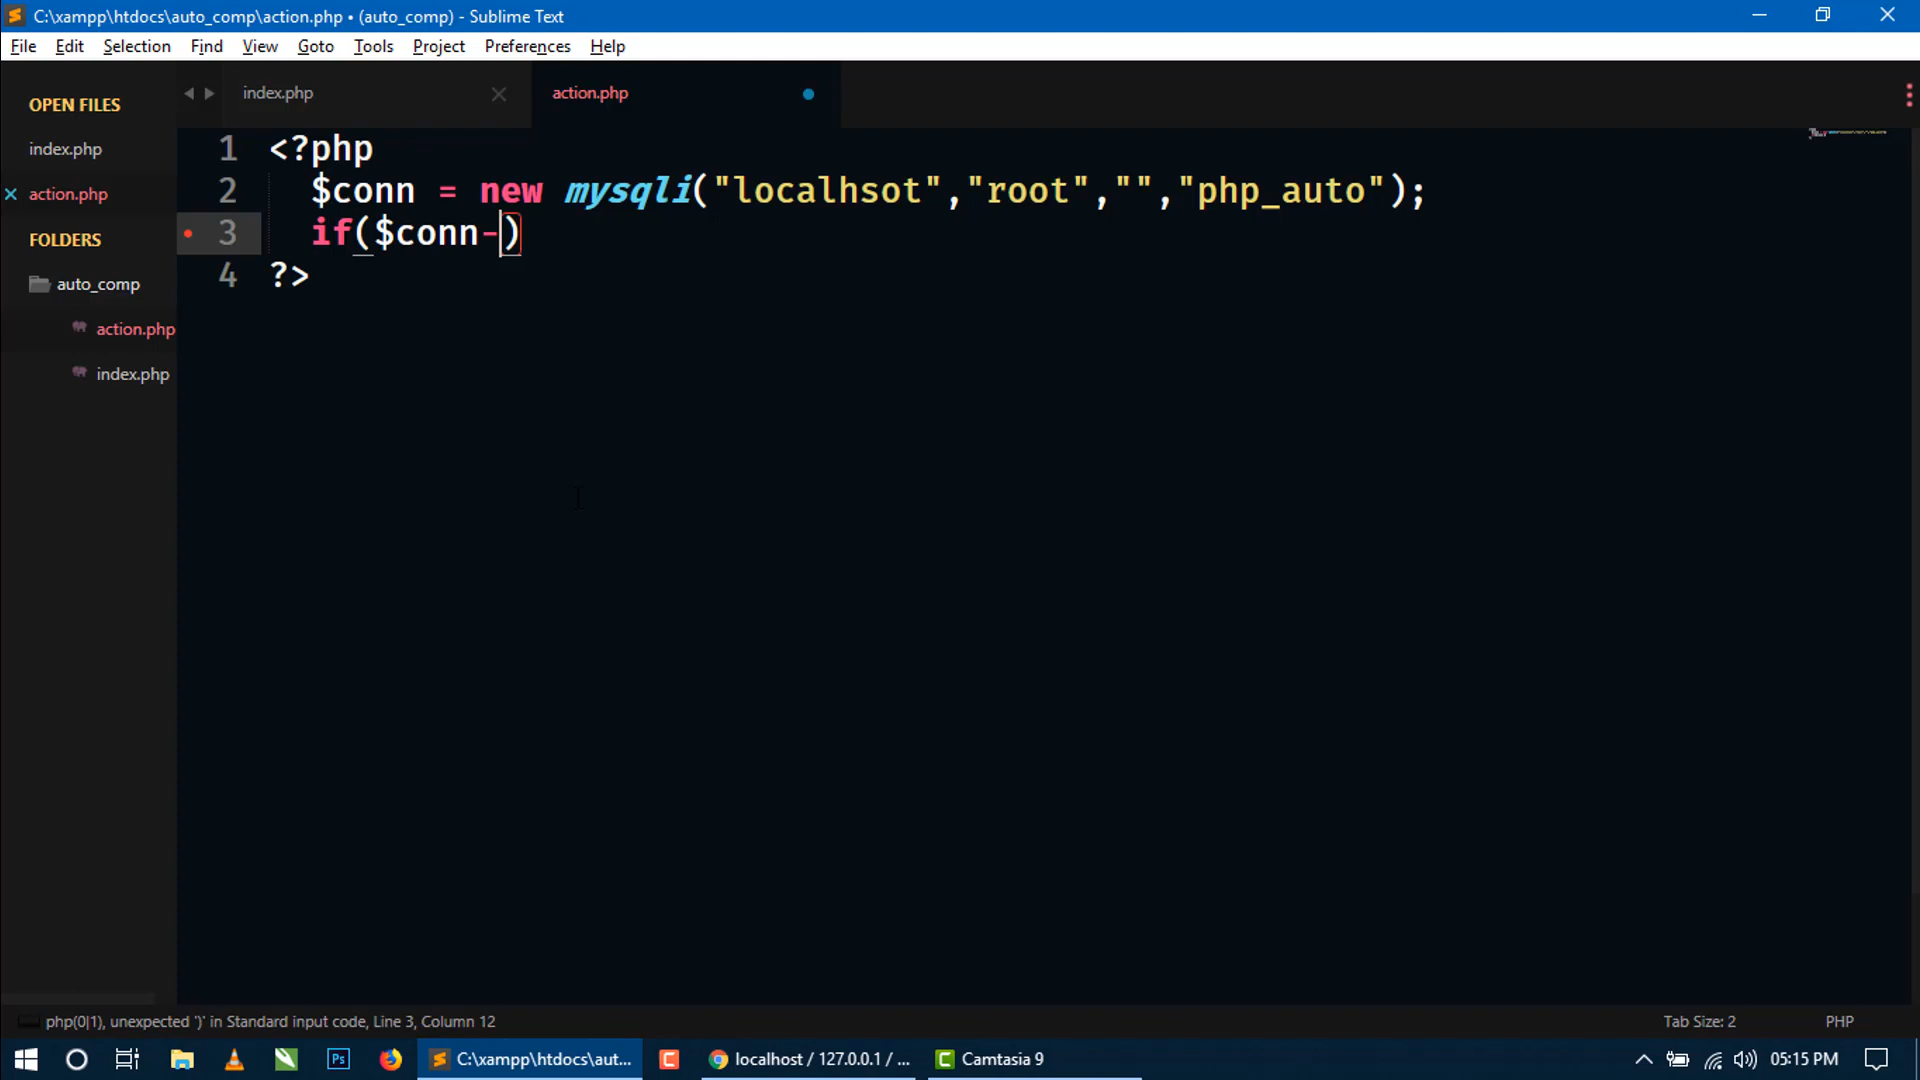 C:\xampp\htdocs\auto_comp\action.php • (auto_comp) - Sublime Text
File Edit Selection Find View Goto Tools Project Preferences Help
OPEN FILES
index.php
action.php
FOLDERS
auto_comp
action.php
index.php
index.php
action.php
1 <?php
2 $conn = new mysqli("localhsot","root","","php_auto");
3 if($conn-)
4 ?>
php(0|1), unexpected ')' in Standard input code, Line 3, Column 12
Tab Size: 2
PHP
Ps
C:\xampp\htdocs\aut...
localhost / 127.0.0.1 / ...
Camtasia 9
05:15 PM